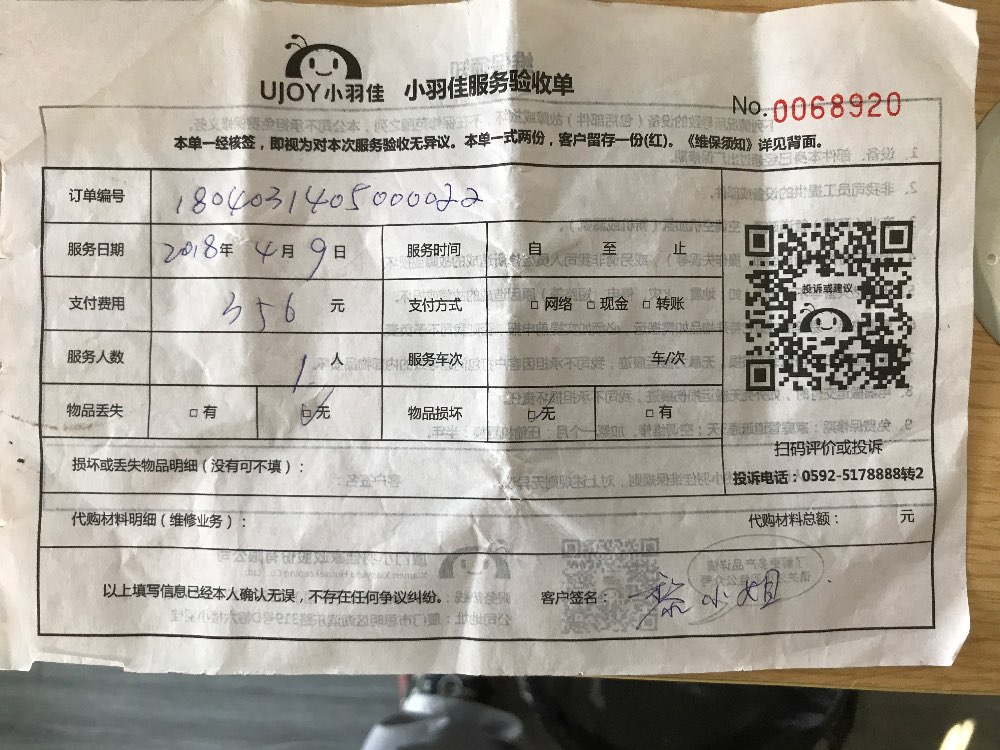 UJOY小羽佳 小羽佳服务验收单
No.0068920
本单一经核签，即视为对本次服务验收无异议。本单一式两份，客户留存一份(红)。《维保须知》详见背面。
订单编号 1804031405000022
服务日期 2018年 4月 9日 服务时间 自 至 止
投诉或建议
支付费用 356 元 支付方式 □ 网络 □ 现金 □ 转账
服务人数 1 人 服务车次 车/次
物品丢失 □ 有 □ 无 物品损坏 □ 无 □ 有
扫码评价或投诉
损坏或丢失物品明细（没有可不填）：
投诉电话：0592-5178888转2
代购材料明细（维修业务）： 代购材料总额： 元
以上填写信息已经本人确认无误，不存在任何争议纠纷。 客户签名： 小姐